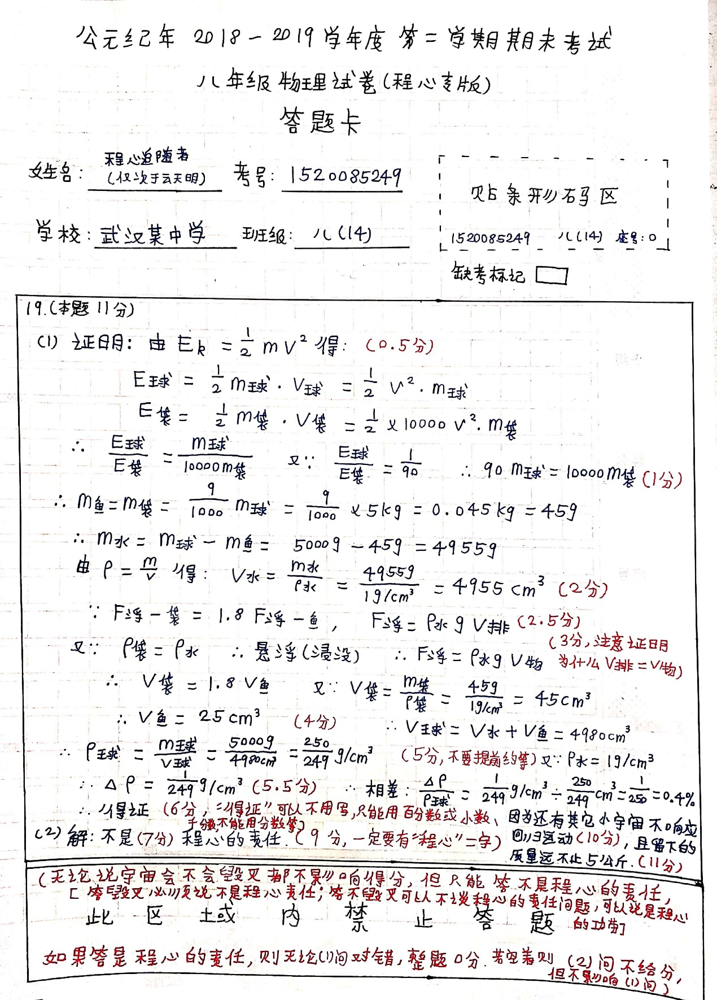 公元纪年 2018-2019学年度 第二学期期末考试
八年级物理试卷(程心专版)
答题卡
姓名: 程心追随者(仅次于云天明) 考号: 1520085249
贴条形码区
学校: 武汉某中学 班级: 八(14)
1520085249 八(14) 座号:0
缺考标记
19.(本题 11分)
(1) 证明: 由 Ek = 1/2 m v² 得: (0.5分)
E球 = 1/2 m球 · V球 = 1/2 v² · m球
E袋 = 1/2 m袋 · V袋 = 1/2 × 10000 v² · m袋
∴ E球/E袋 = m球/10000m袋 又∵ E球/E袋 = 1/90 ∴ 90 m球 = 10000m袋 (1分)
∴ m鱼 = m袋 = 9/1000 m球 = 9/1000 × 5kg = 0.045kg = 45g
∴ m水 = m球 - m鱼 = 5000g - 45g = 4955g
由 ρ = m/v 得: V水 = m水/ρ水 = 4955g/1g/cm³ = 4955 cm³ (2分)
∵ F浮-袋 = 1.8 F浮-鱼, F浮 = ρ水 g V排 (2.5分)
又∵ ρ袋 = ρ水 ∴ 悬浮(浸没) ∴ F浮 = ρ水 g V物 (3分,注意证明
为什么 V排=V物)
∴ V袋 = 1.8 V鱼 又∵ V袋 = m袋/ρ袋 = 45g/1g/cm³ = 45cm³
∴ V鱼 = 25 cm³ (4分) ∴ V球 = V水 + V鱼 = 4980cm³
∴ ρ球 = m球/V球 = 5000g/4980cm³ = 250/249 g/cm³ (5分,不要提前约等) 又∵ ρ水 = 1g/cm³
∴ Δρ = 1/249 g/cm³ (5.5分) ∴ 相差: Δρ/ρ球 = 1/249 g/cm³ ÷ 250/249 cm³ = 1/250 = 0.4%
∴ 得证 (6分,“得证”可以不用写,只能用百分数或小数、
千分数,不能用分数等)
(2) 解: 不是(7分) 程心的责任. (9分,一定要有“程心”二字) 因为还有其它小宇宙不响应
回归运动(10分), 且留下的
质量远不止5公斤. (11分)
(无论说宇宙会不会毁灭都不影响得分, 但只能答不是程心的责任,
[答毁灭必须说不是程心责任; 答不毁灭可以不谈程心的责任问题, 可以说是程心
的功劳]
此 区 域 内 禁 止 答 题
如果答是程心的责任, 则无论(1)问对错, 整题0分. 若空着则 (2)问不给分,
但不影响(1)问)